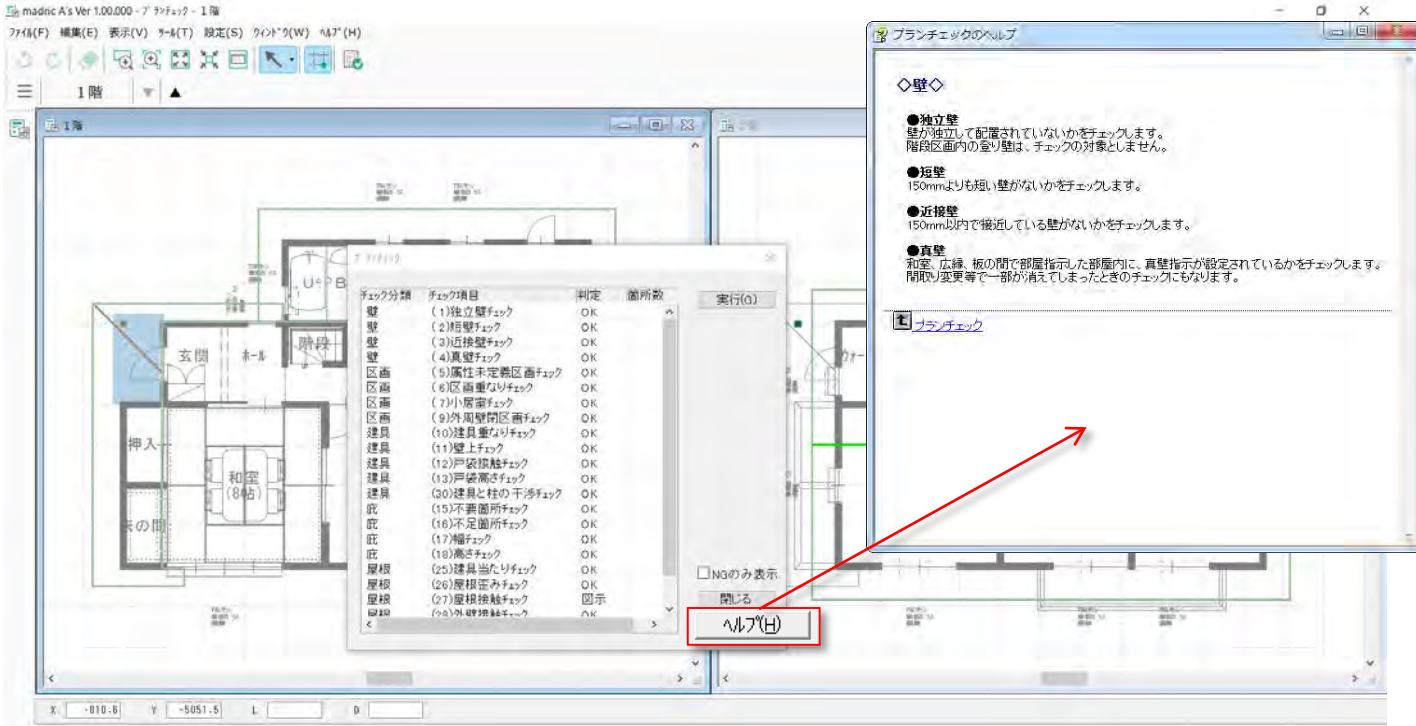 madric A's Ver 1.00.000 - ﾌﾟﾗﾝﾁｪｯｸ - 1 階
ﾌｧｲﾙ(F) 編集(E) 表示(V) ﾂｰﾙ(T) 設定(S) ｳｨﾝﾄﾞｳ(W) ﾍﾙﾌﾟ(H)
1 階
1 階
U B
階段
玄関
ﾎｰﾙ
押入
和室
(8帖)
床の間
チェック分類 チェック項目 判定 箇所数
壁 ( 1)独立壁チェック OK
壁 ( 2)短壁チェック OK
壁 ( 3)近接壁チェック OK
壁 ( 4)真壁チェック OK
区画 ( 5)属性未定義区画チェック OK
区画 ( 6)区画重なりチェック OK
区画 ( 7)小居室チェック OK
区画 ( 9)外周壁閉区画チェック OK
建具 (10)建具重なりチェック OK
建具 (11)壁上チェック OK
建具 (12)戸袋接触チェック OK
建具 (13)戸袋高さチェック OK
建具 (30)建具と柱の干渉チェック OK
庇 (15)不要箇所チェック OK
庇 (16)不足箇所チェック OK
庇 (17)幅チェック OK
庇 (18)高さチェック OK
屋根 (25)建具当たりチェック OK
屋根 (26)屋根歪みチェック OK
屋根 (27)屋根接触チェック 図示
屋根 (28)外壁接触チェック OK
実行(G)
NGのみ表示
閉じる
ﾍﾙﾌﾟ(H)
プランチェックのヘルプ
◇壁◇
●独立壁
壁が独立して配置されていないかをチェックします。
階段区画内の登り壁は、チェックの対象としません。
●短壁
150mmよりも短い壁がないかをチェックします。
●近接壁
150mm以内で接近している壁がないかをチェックします。
●真壁
和室、広縁、板の間で部屋指示した部屋内に、真壁指示が設定されているかをチェックします。
間取り変更等で一部が消えてしまったときのチェックにもなります。
プランチェック
X -810.6 Y -5051.5 L D